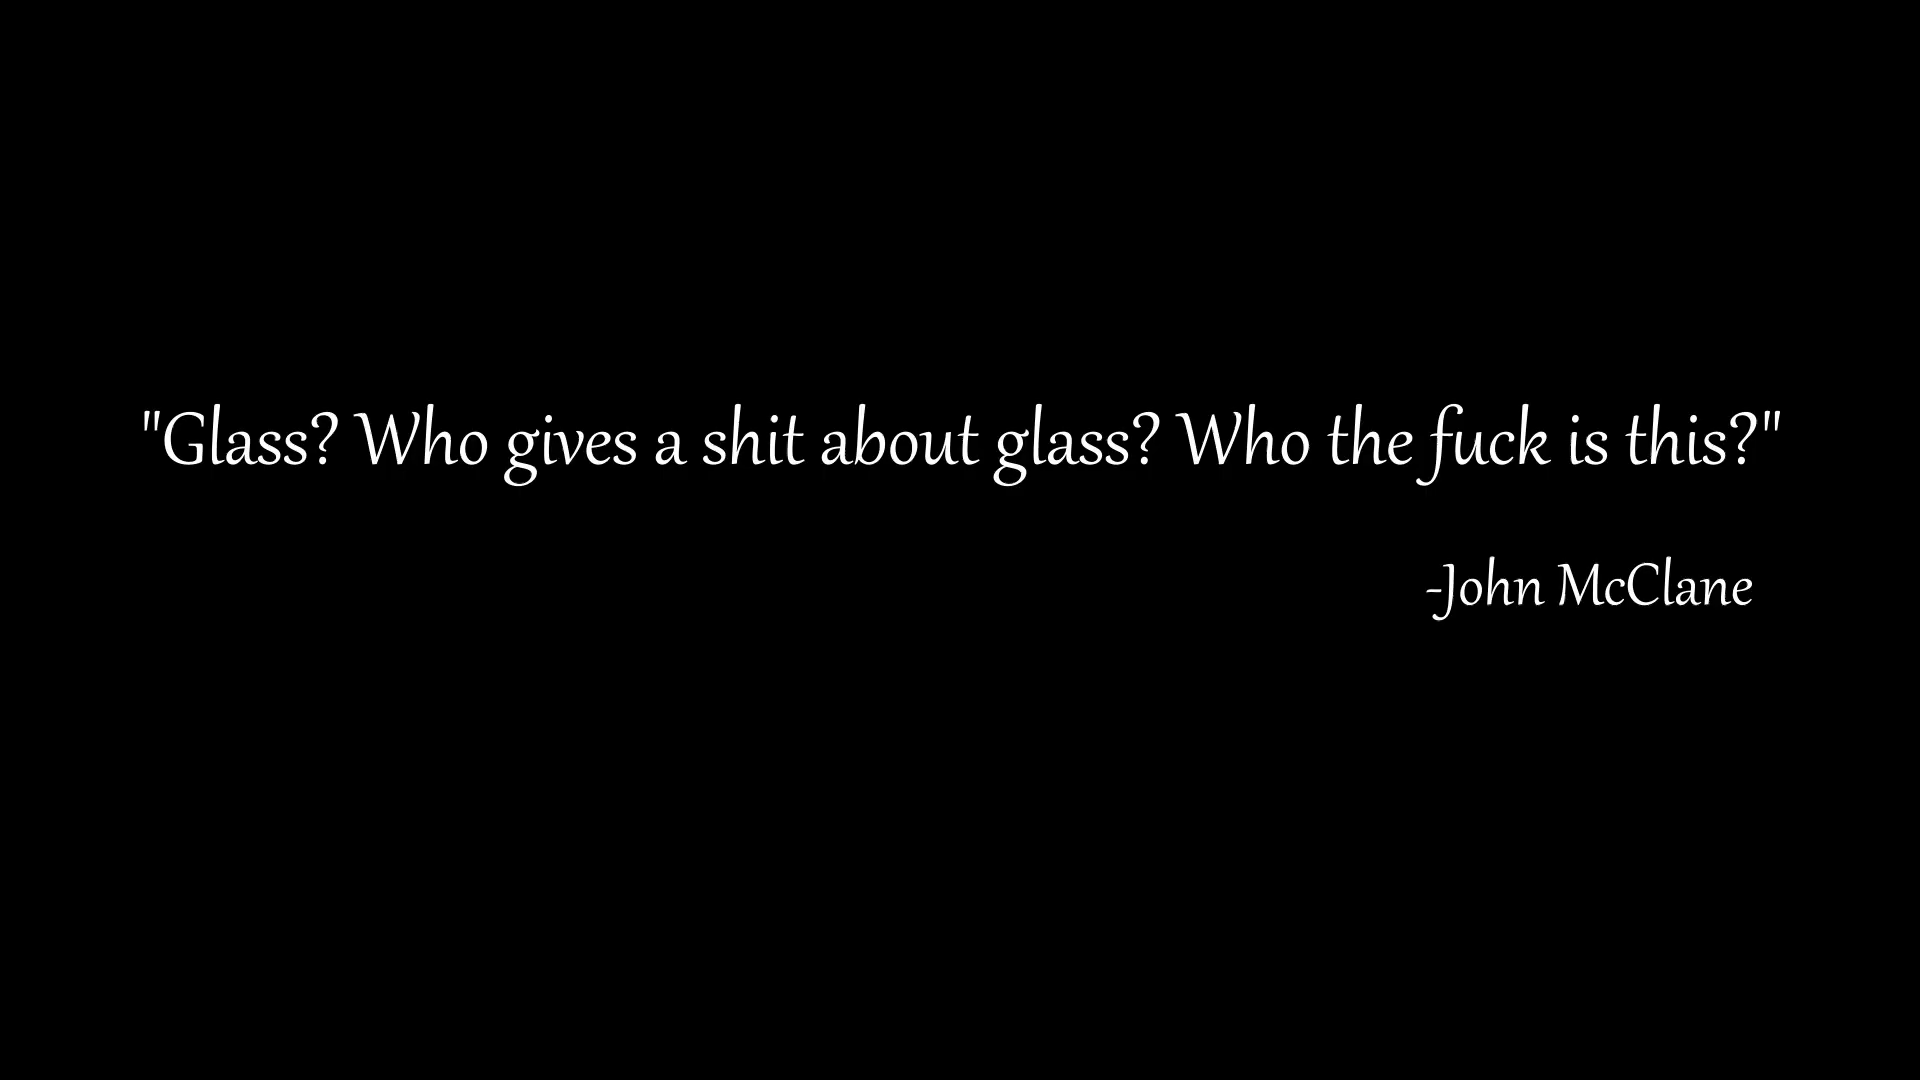 "Glass? Who gives a shit about glass? Who the fuck is this?"
-John McClane